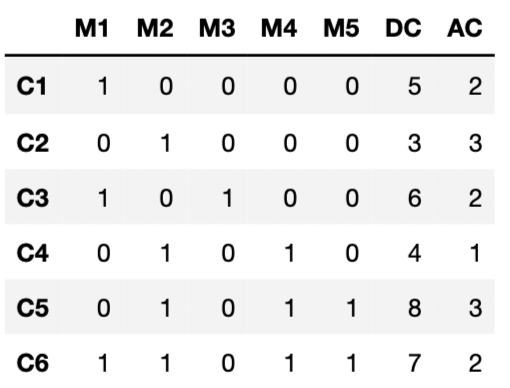 M1 M2 M3 M4 M5 DC AC
C1 1 0 0 0 0 5 2
C2 0 1 0 0 0 3 3
C3 1 0 1 0 0 6 2
C4 0 1 0 1 0 4 1
C5 0 1 0 1 1 8 3
C6 1 1 0 1 1 7 2